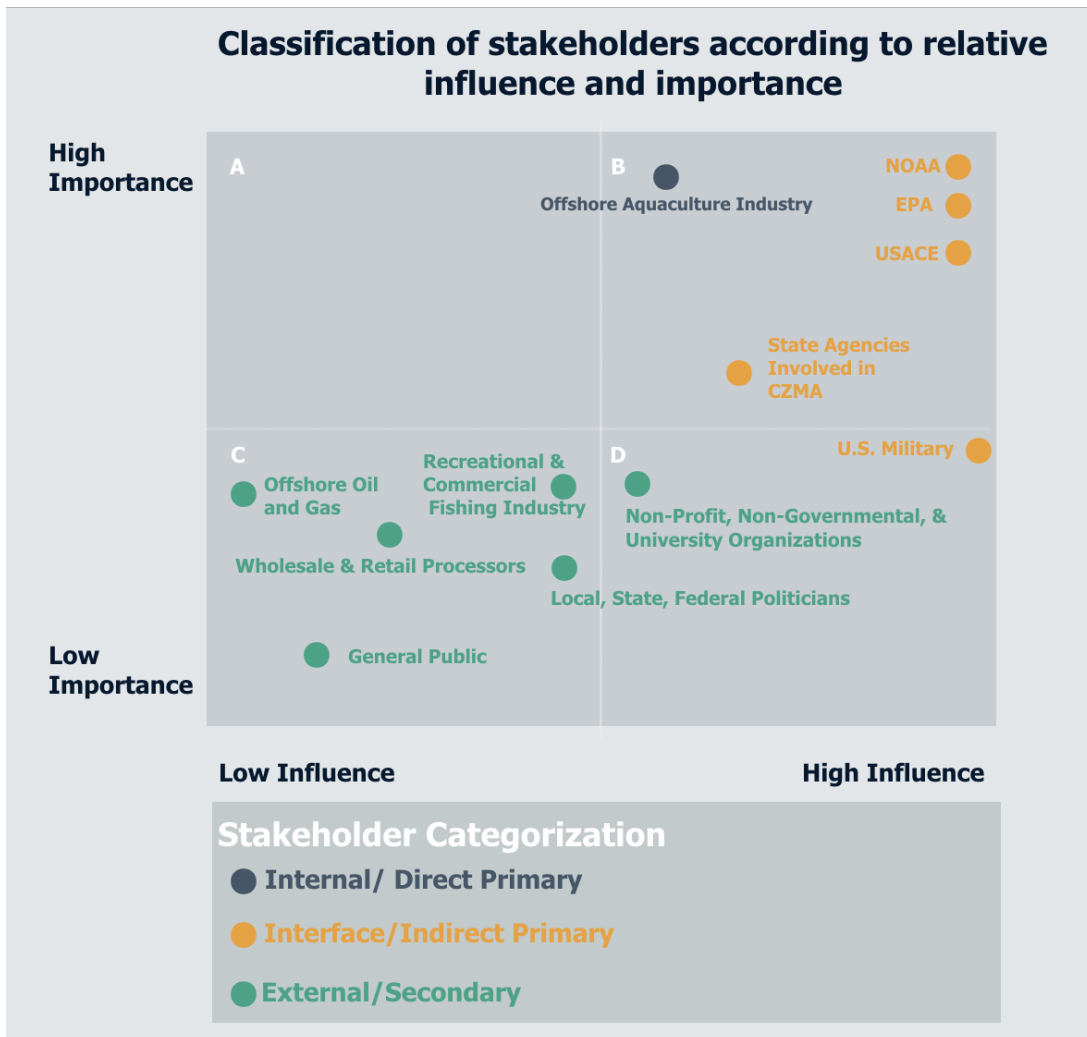 Classification of stakeholders according to relative
influence and importance
High
Importance
A
B
NOAA
Offshore Aquaculture Industry
EPA
USACE
State Agencies
Involved in
CZMA
C
D
U.S. Military
Recreational &
Commercial
Fishing Industry
Offshore Oil
and Gas
Non-Profit, Non-Governmental, &
University Organizations
Wholesale & Retail Processors
Local, State, Federal Politicians
General Public
Low
Importance
Low Influence
High Influence
Stakeholder Categorization
Internal/ Direct Primary
Interface/Indirect Primary
External/Secondary